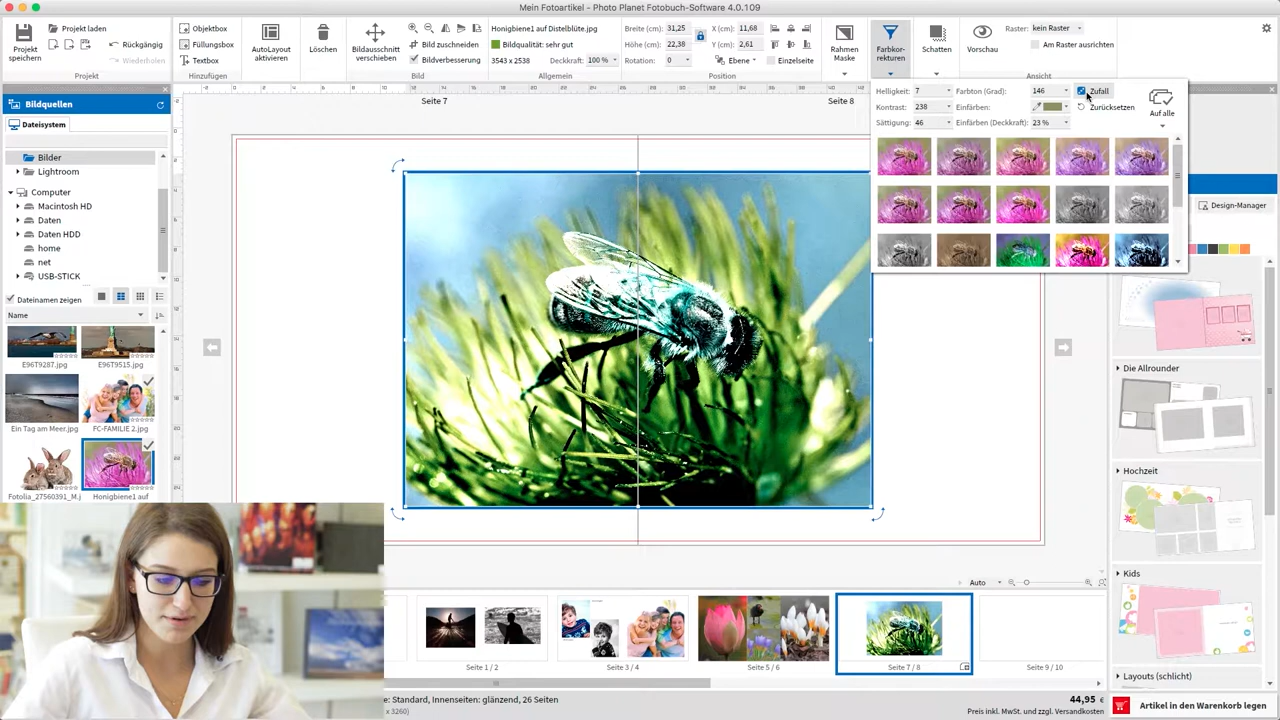 Mein Fotoartikel - Photo Planet Fotobuch-Software 4.0.109
Projekt speichern
Projekt laden
Rückgängig
Wiederholen
Projekt
Objektbox
Füllungsbox
Textbox
Hinzufügen
AutoLayout aktivieren
Löschen
Bildausschnitt verschieben
Bild zuschneiden
Bildverbesserung
Bild
Honigbiene1 auf Distelblüte.jpg
Bildqualität: sehr gut
3543 x 2538
Deckkraft: 100 %
Allgemein
Breite (cm): 31,25
Höhe (cm): 22,38
Rotation: 0
X (cm): 11,68
Y (cm): 2,61
Ebene
Einzelseite
Position
Rahmen Maske
Farbkorrekturen
Schatten
Vorschau
Raster: kein Raster
Am Raster ausrichten
Ansicht
Helligkeit: 7
Kontrast: 238
Sättigung: 46
Farbton (Grad): 146
Einfärben:
Einfärben (Deckkraft): 23 %
Zufall
Zurücksetzen
Auf alle
Bildquellen
Dateisystem
Bilder
Lightroom
Computer
Macintosh HD
Daten
Daten HDD
home
net
USB-STICK
Dateinamen zeigen
Name
E96T9287.jpg
E96T9515.jpg
Ein Tag am Meer.jpg
FC-FAMILIE 2.jpg
Fotolia_27560391_M.j
Honigbiene1 auf
Seite 7
Seite 8
Design-Manager
Die Allrounder
Hochzeit
Kids
Layouts (schlicht)
Auto
Seite 1 / 2
Seite 3 / 4
Seite 5 / 6
Seite 7 / 8
Seite 9 / 10
e: Standard, Innenseiten: glänzend, 26 Seiten
x 3260)
44,95 €
Preis inkl. MwSt. und zzgl. Versandkosten
Artikel in den Warenkorb legen